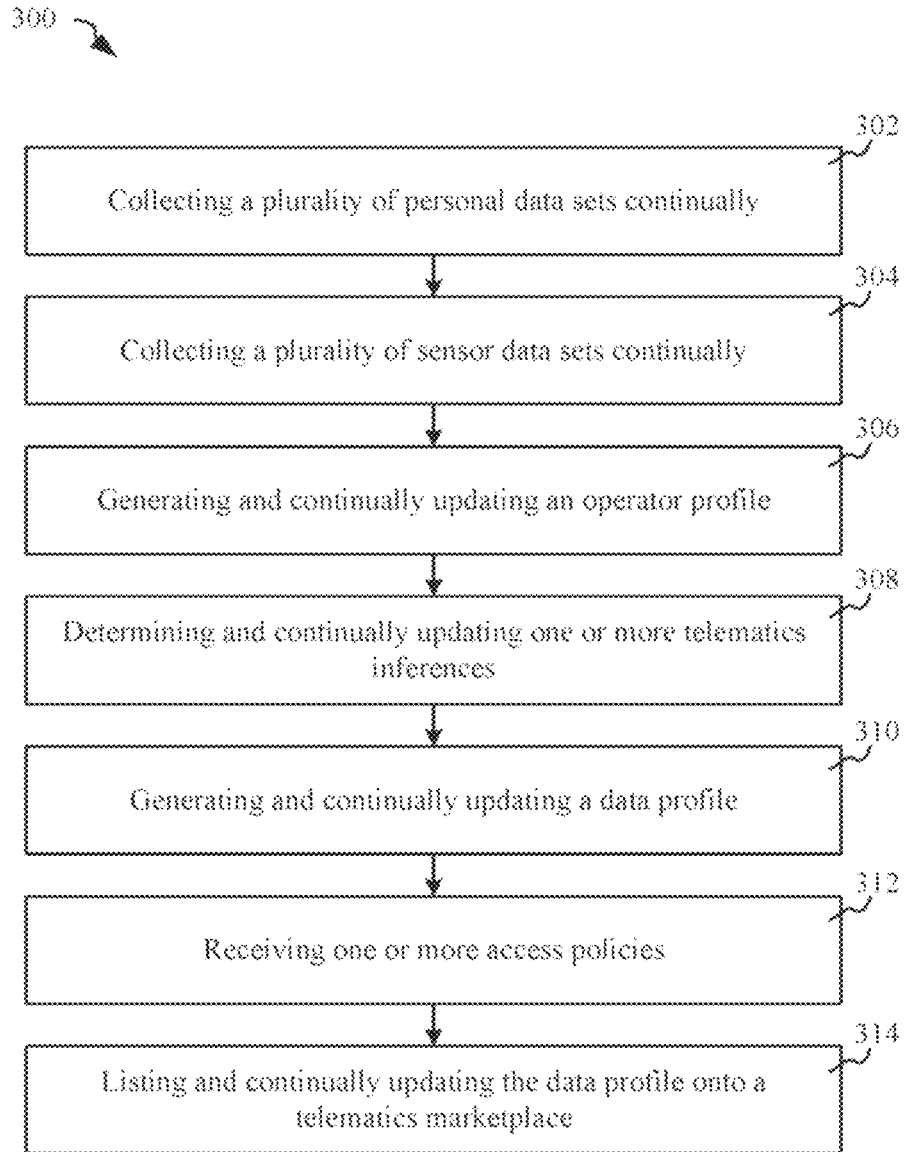 300
302
Collecting a plurality of personal data sets continually
304
Collecting a plurality of sensor data sets continually
306
Generating and continually updating an operator profile
308
Determining and continually updating one or more telematics
inferences
310
Generating and continually updating a data profile
312
Receiving one or more access policies
314
Listing and continually updating the data profile onto a
telematics marketplace